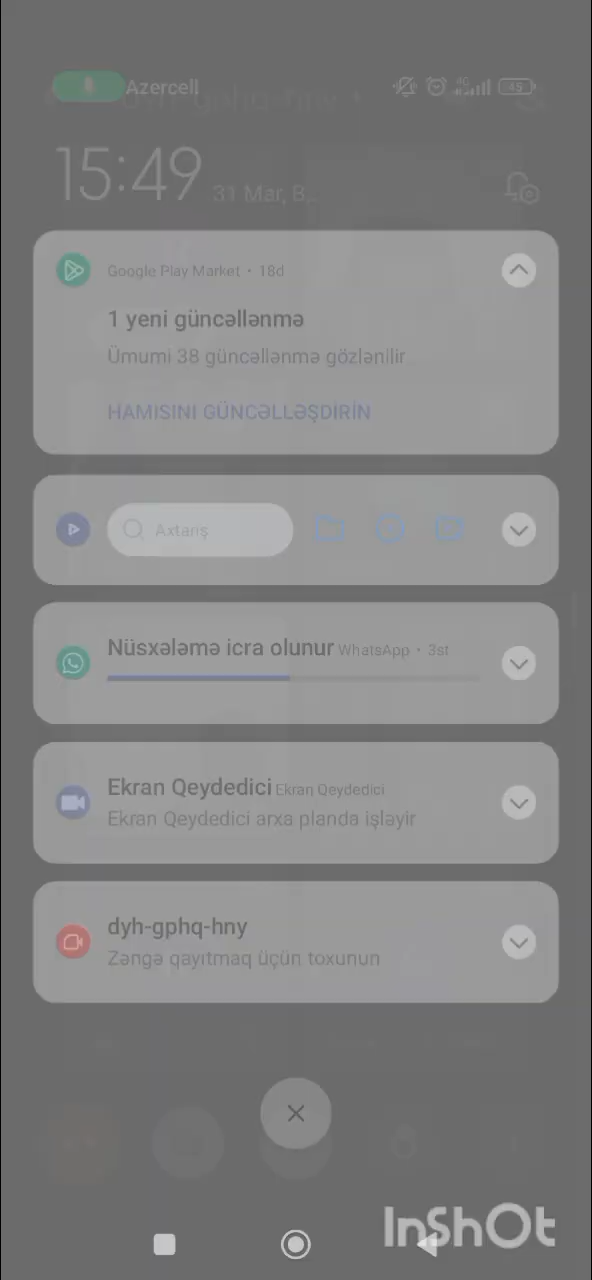 Azercell
4G
45
15:49 31 Mar, B...
Google Play Market • 18d
1 yeni güncəllənmə
Ümumi 38 güncəllənmə gözlənilir
HAMISINI GÜNCƏLLƏŞDİRİN
Axtarış
Nüsxələmə icra olunur WhatsApp • 3st
Ekran Qeydedici Ekran Qeydedici
Ekran Qeydedici arxa planda işləyir
dyh-gphq-hny
Zəngə qayıtmaq üçün toxunun
InShOt